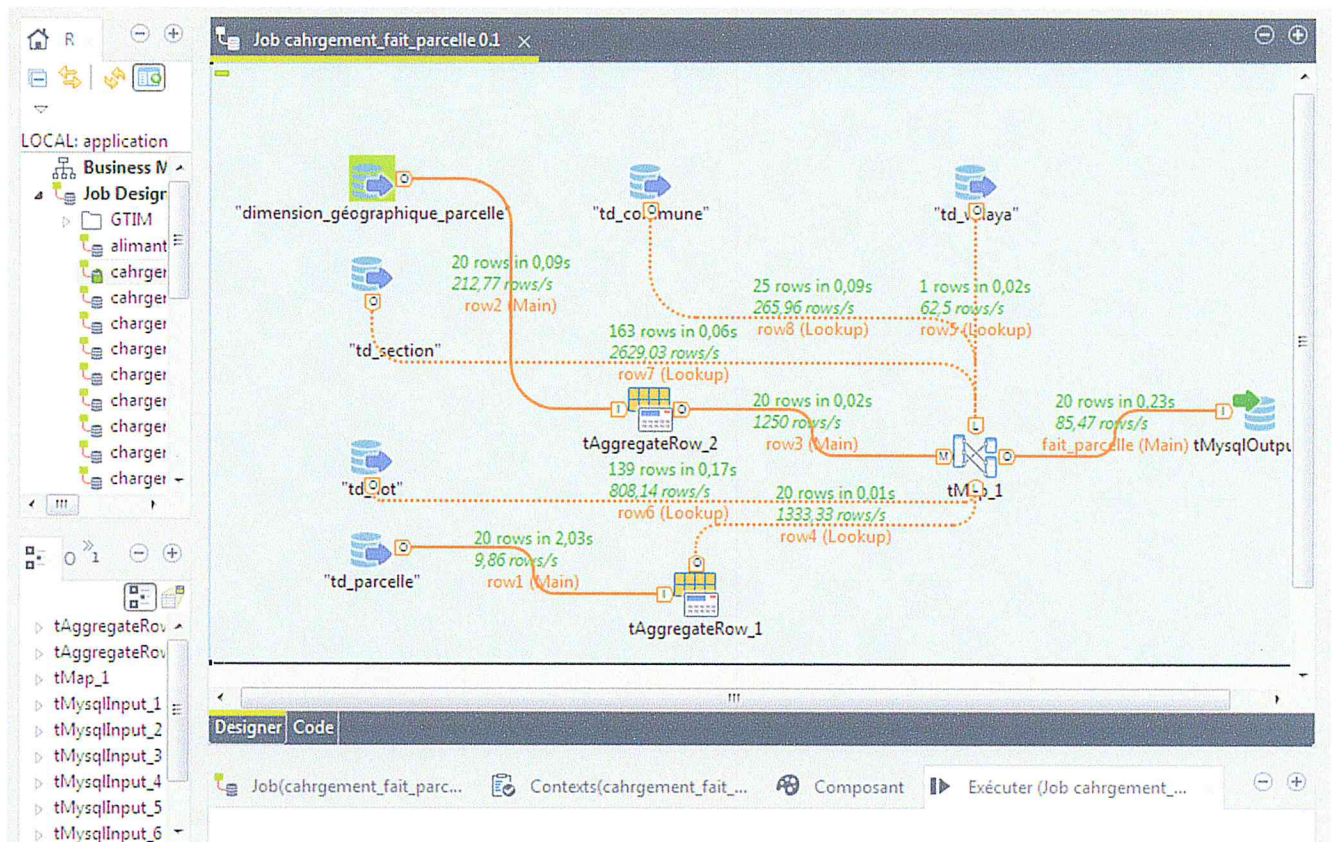 R
Job cahrgement_fait_parcelle 0.1
LOCAL: application
Business M
Job Design
GTIM
alimant
cahrger
cahrger
charger
charger
charger
charger
charger
charger
charger
"dimension_géographique_parcelle"
"td_commune"
"td_wilaya"
20 rows in 0,09s
212,77 rows/s
row2 (Main)
25 rows in 0,09s
265,96 rows/s
row8 (Lookup)
1 rows in 0,02s
62,5 rows/s
row5 (Lookup)
"td_section"
163 rows in 0,06s
2629,03 rows/s
row7 (Lookup)
tAggregateRow_2
20 rows in 0,02s
1250 rows/s
row3 (Main)
20 rows in 0,23s
85,47 rows/s
fait_parcelle (Main)
tMysqlOutpu
tMap_1
139 rows in 0,17s
808,14 rows/s
row6 (Lookup)
20 rows in 0,01s
1333,33 rows/s
row4 (Lookup)
"td_parcelle"
20 rows in 2,03s
9,86 rows/s
row1 (Main)
tAggregateRow_1
O
1
tAggregateRov
tAggregateRov
tMap_1
tMysqlInput_1
tMysqlInput_2
tMysqlInput_3
tMysqlInput_4
tMysqlInput_5
tMysqlInput_6
Designer Code
Job(cahrgement_fait_parc...
Contexts(cahrgement_fait_...
Composant
Exécuter (Job cahrgement_...